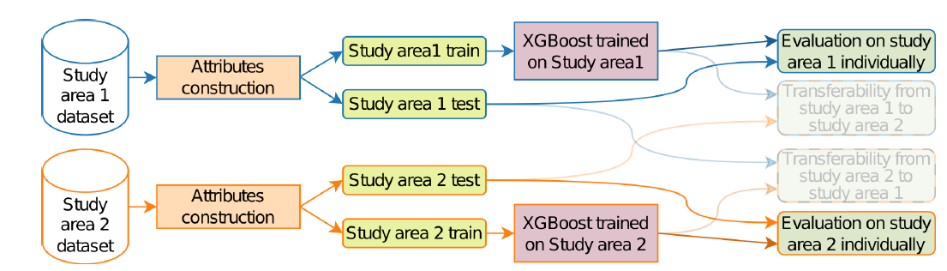 Study
area 1
dataset
Attributes
construction
Study area1 train
Study area 1 test
XGBoost trained
on Study area1
Evaluation on study
area 1 individually
Transferability from
study area 1 to
study area 2
Study
area 2
dataset
Attributes
construction
Study area 2 test
Study area 2 train
XGBoost trained
on Study area 2
Transferability from
study area 2 to
study area 1
Evaluation on study
area 2 individually